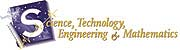 Science, Technology,
Engineering & Mathematics